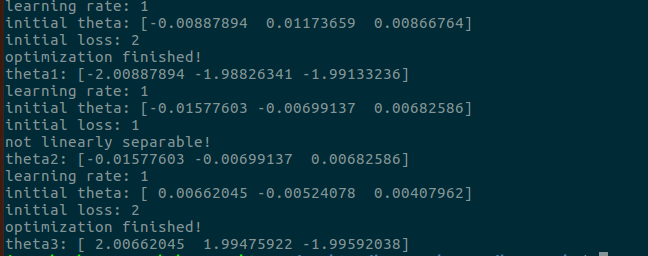 learning rate: 1
initial theta: [-0.00887894  0.01173659  0.00866764]
initial loss: 2
optimization finished!
theta1: [-2.00887894 -1.98826341 -1.99133236]
learning rate: 1
initial theta: [-0.01577603 -0.00699137  0.00682586]
initial loss: 1
not linearly separable!
theta2: [-0.01577603 -0.00699137  0.00682586]
learning rate: 1
initial theta: [ 0.00662045 -0.00524078  0.00407962]
initial loss: 2
optimization finished!
theta3: [ 2.00662045  1.99475922 -1.99592038]